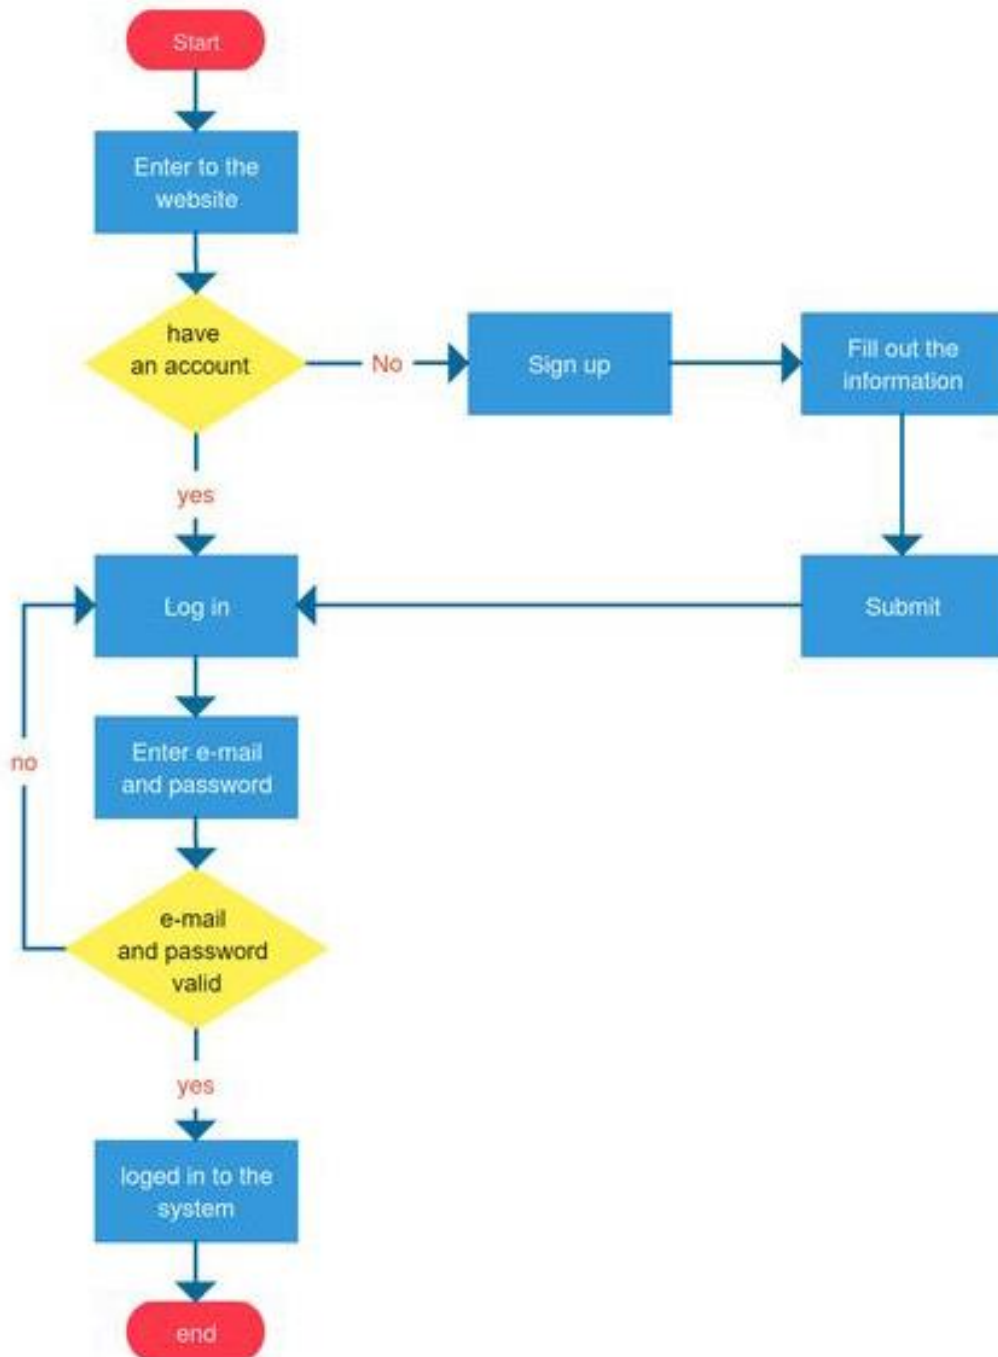 Start
Enter to the
website
have
an account
No
Sign up
Fill out the
information
yes
Log in
Submit
no
Enter e-mail
and password
e-mail
and password
valid
yes
loged in to the
system
end